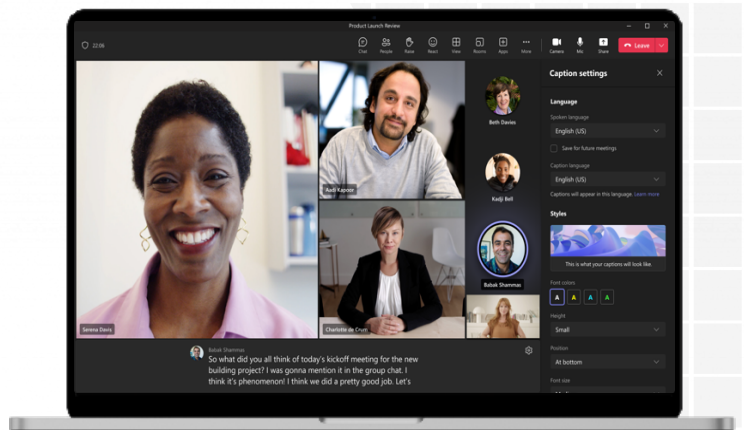 Product Launch Review
22:06
Chat
People
Raise
React
View
Rooms
Apps
More
Camera
Mic
Share
Leave
Caption settings
Language
Spoken language
English (US)
Save for future meetings
Caption language
English (US)
Captions will appear in this language. Learn more
Styles
This is what your captions will look like.
Font colors
A
A
A
A
Height
Small
Position
At bottom
Font size
Aadi Kapoor
Beth Davies
Kadji Bell
Babak Shammas
Serena Davis
Charlotte de Crum
Babak Shammas
So what did you all think of today's kickoff meeting for the new
building project? I was gonna mention it in the group chat. I
think it's phenomenon! I think we did a pretty good job. Let's